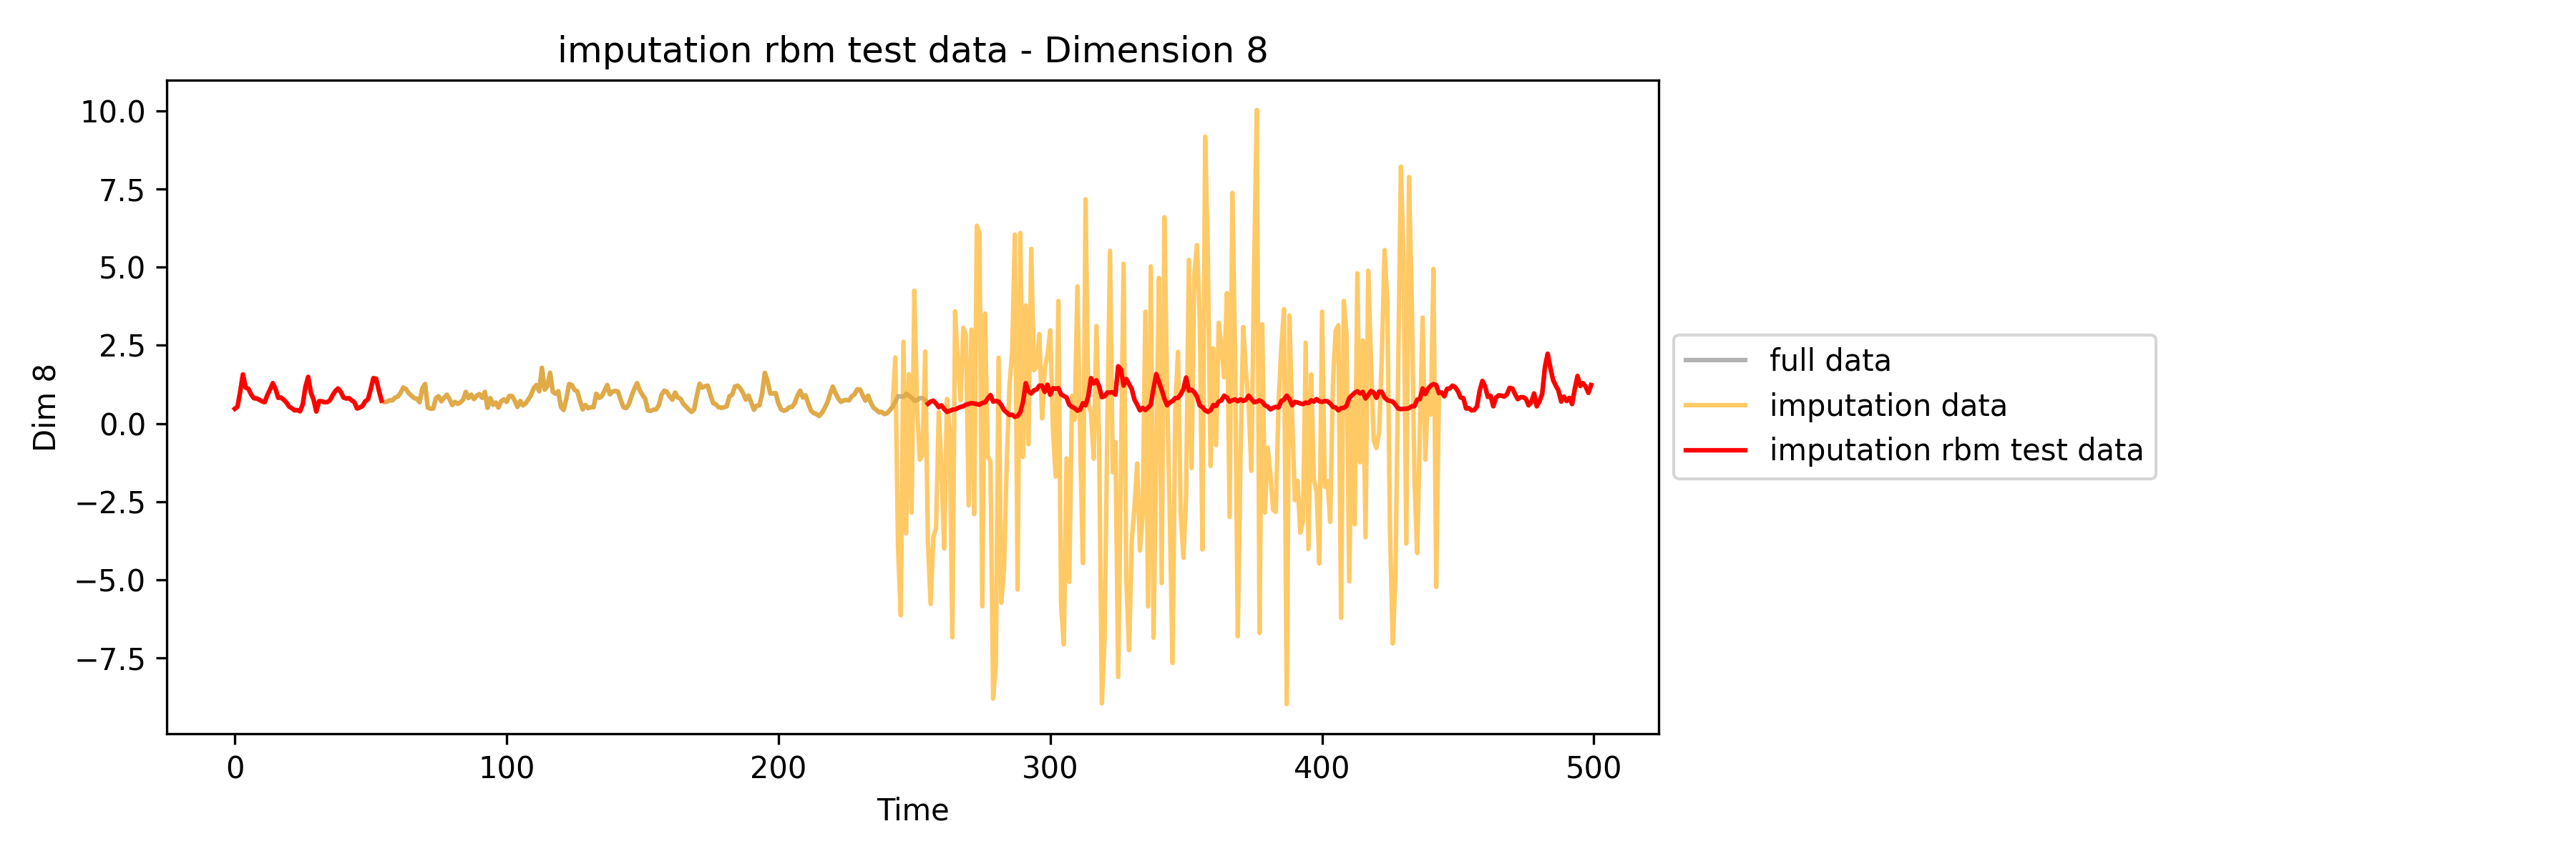 imputation rbm test data - Dimension 8
10.0
7.5
5.0
2.5
0.0
−2.5
−5.0
−7.5
Dim 8
0 100 200 300 400 500
Time
full data
imputation data
imputation rbm test data